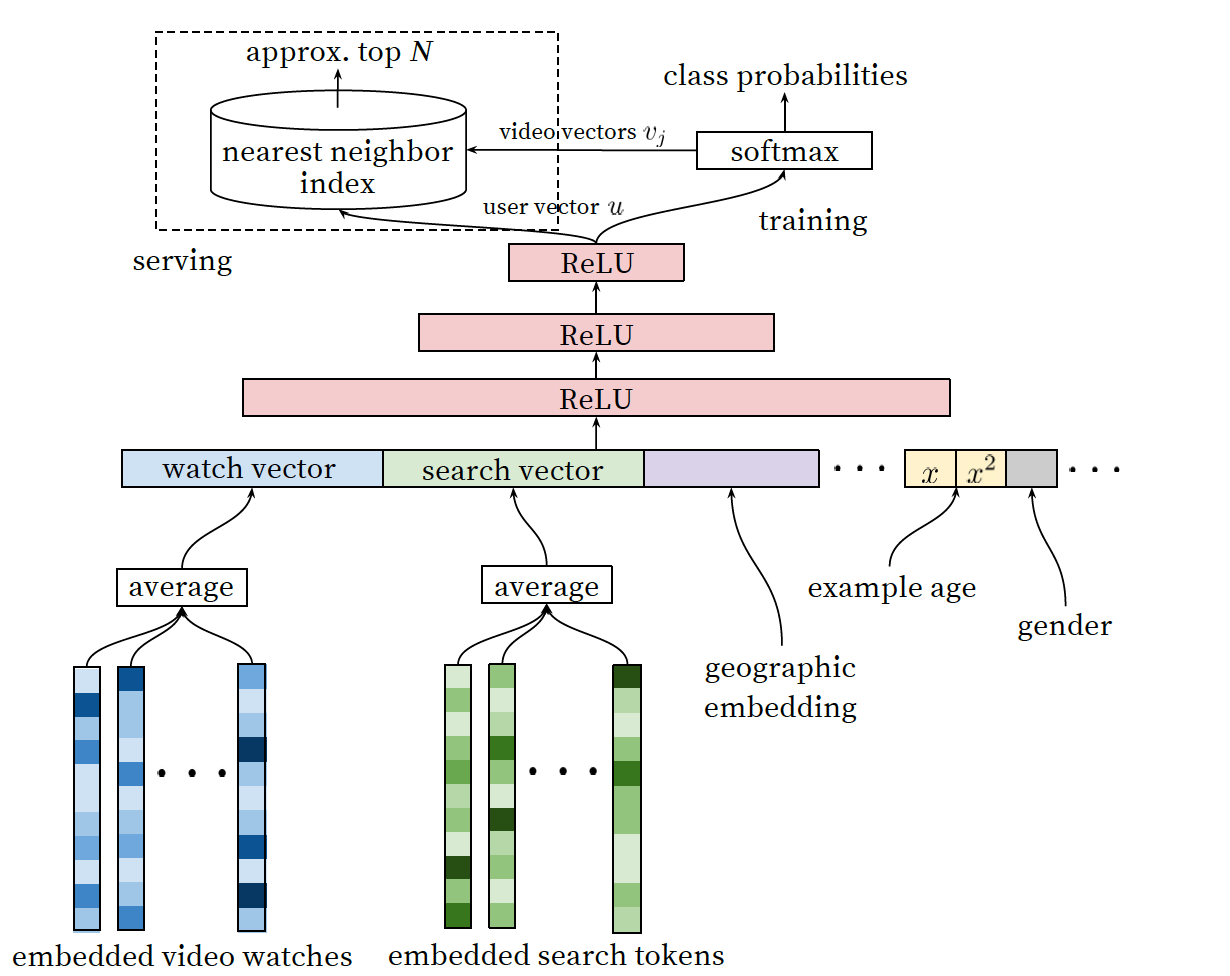 approx. top N
class probabilities
video vectors v_j
nearest neighbor
index
softmax
user vector u
training
serving
ReLU
ReLU
ReLU
watch vector
search vector
. . .
x
x²
. . .
average
average
example age
gender
geographic
embedding
. . .
. . .
embedded video watches
embedded search tokens